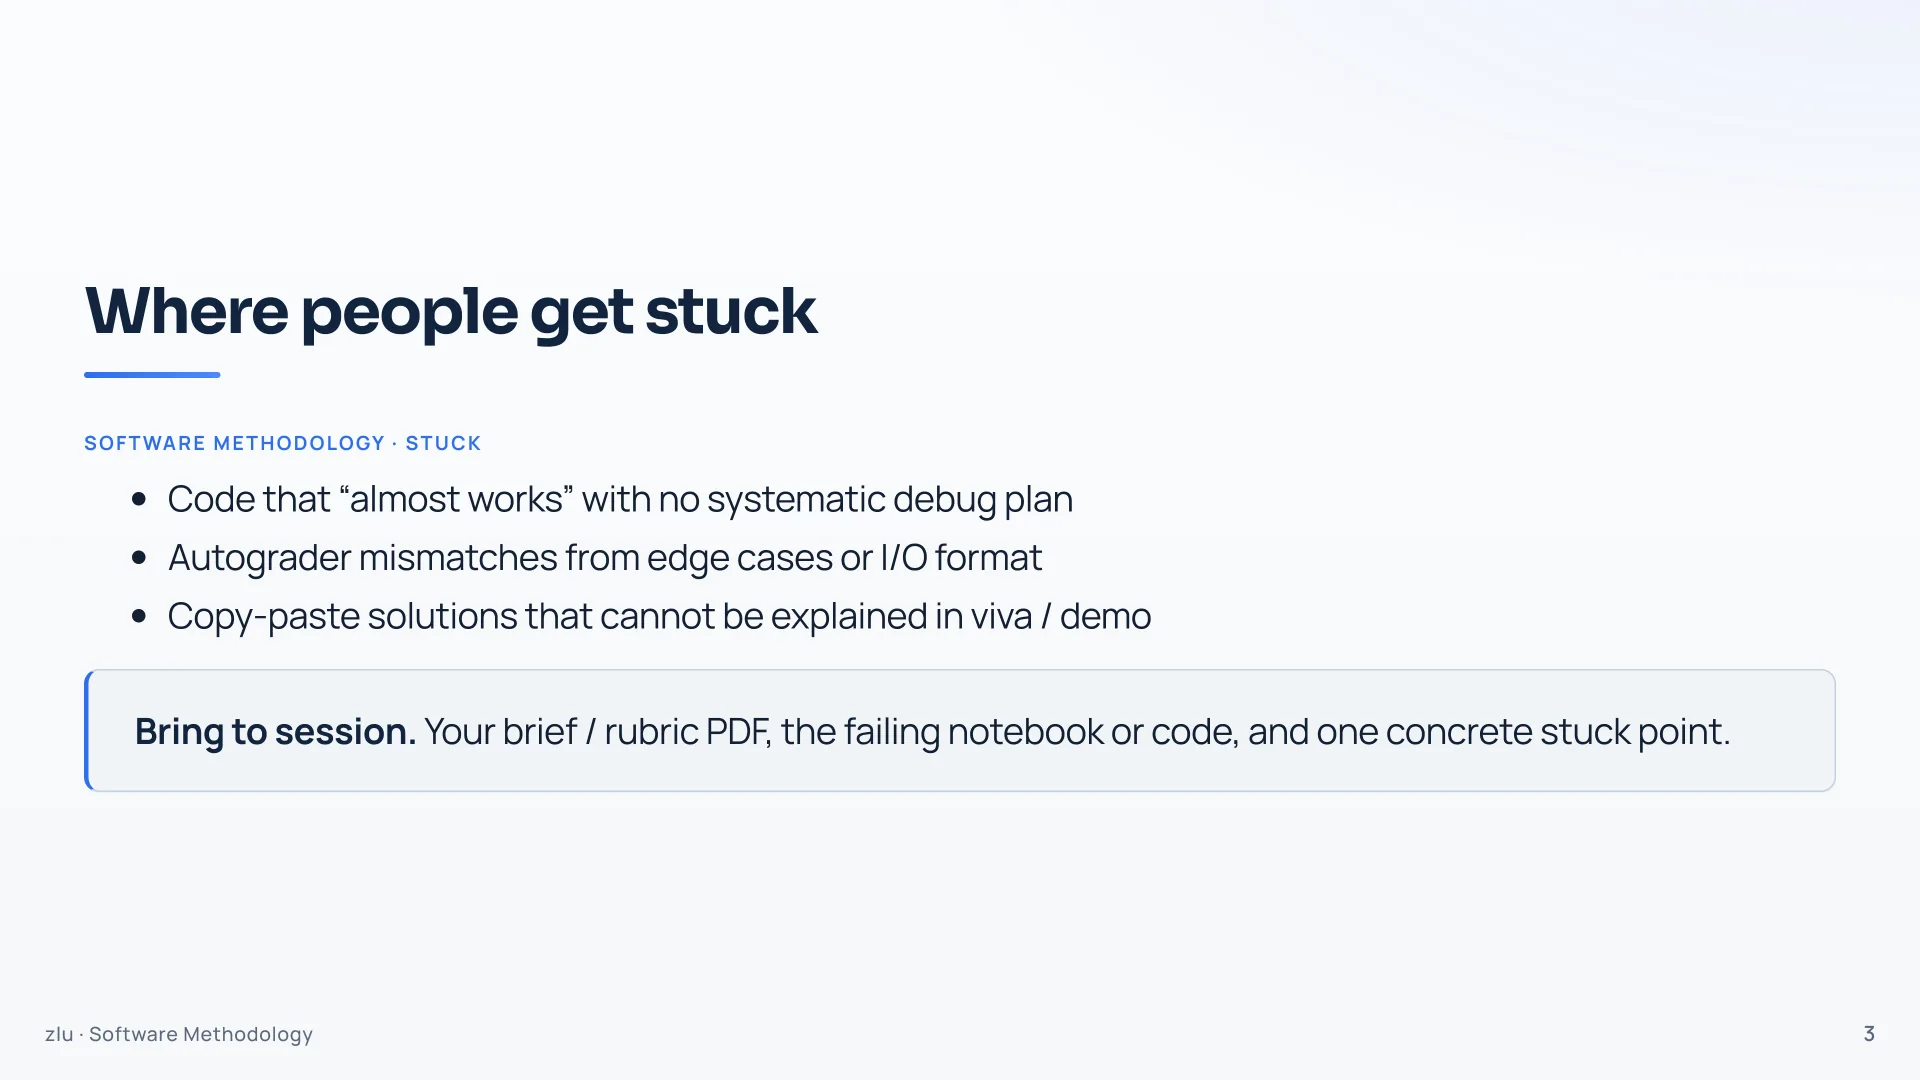 Where people get stuck
SOFTWARE METHODOLOGY · STUCK
• Code that “almost works” with no systematic debug plan
• Autograder mismatches from edge cases or I/O format
• Copy-paste solutions that cannot be explained in viva / demo
Bring to session. Your brief / rubric PDF, the failing notebook or code, and one concrete stuck point.
zlu · Software Methodology
3